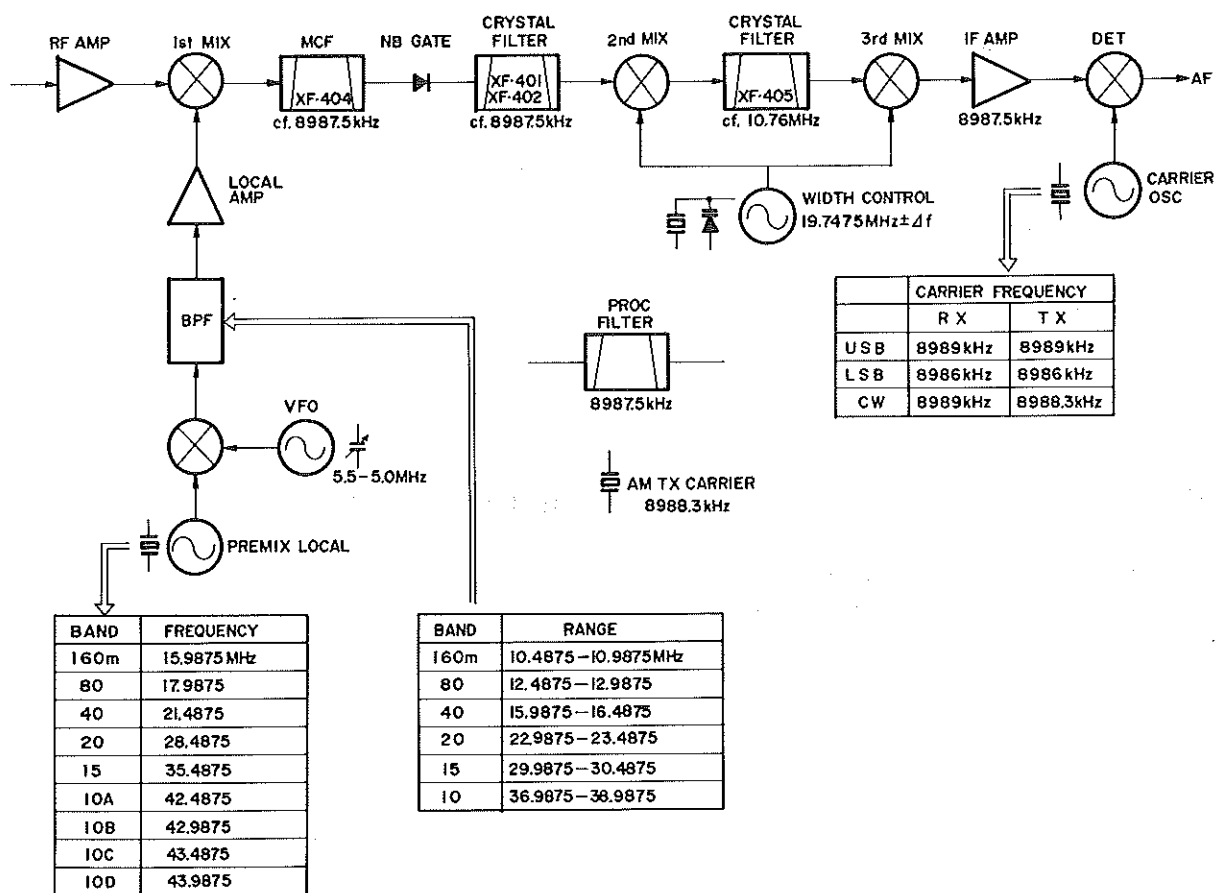 RF AMP
1st MIX
MCF
NB GATE
CRYSTAL
FILTER
2nd MIX
CRYSTAL
FILTER
3rd MIX
IF AMP
DET
XF-404
XF-401
XF-402
XF-405
AF
cf. 8987.5kHz
cf. 8987.5kHz
cf. 10.76MHz
8987.5kHz
LOCAL
AMP
WIDTH CONTROL
19.7475MHz±Δf
CARRIER
OSC
BPF
PROC
FILTER
8987.5kHz
CARRIER FREQUENCY
RX TX
USB 8989kHz 8989kHz
LSB 8986kHz 8986kHz
CW 8989kHz 8988.3kHz
VFO
5.5-5.0MHz
AM TX CARRIER
8988.3kHz
PREMIX LOCAL
BAND FREQUENCY
160m 15.9875MHz
80 17.9875
40 21.4875
20 28.4875
15 35.4875
10A 42.4875
10B 42.9875
10C 43.4875
10D 43.9875
BAND RANGE
160m 10.4875-10.9875MHz
80 12.4875-12.9875
40 15.9875-16.4875
20 22.9875-23.4875
15 29.9875-30.4875
10 36.9875-38.9875